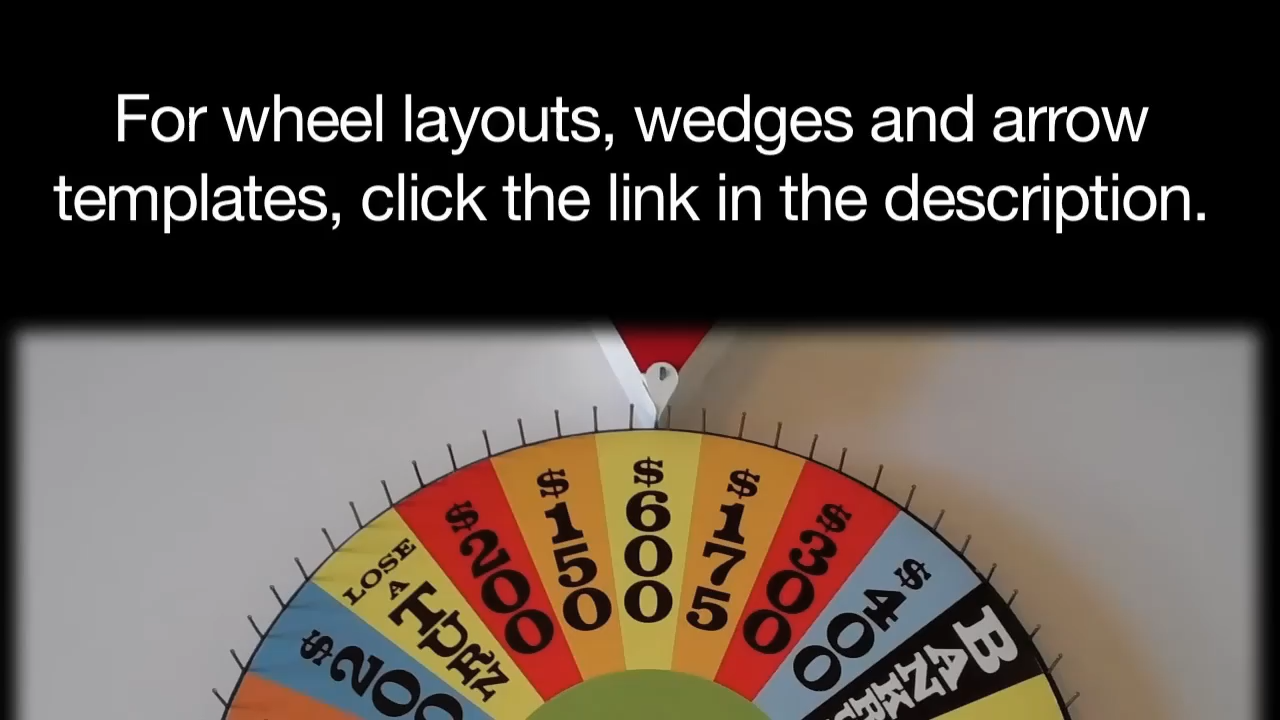 For wheel layouts, wedges and arrow
templates, click the link in the description.
$200
LOSE
A
TURN
$200
$150
$600
$175
$300
$400